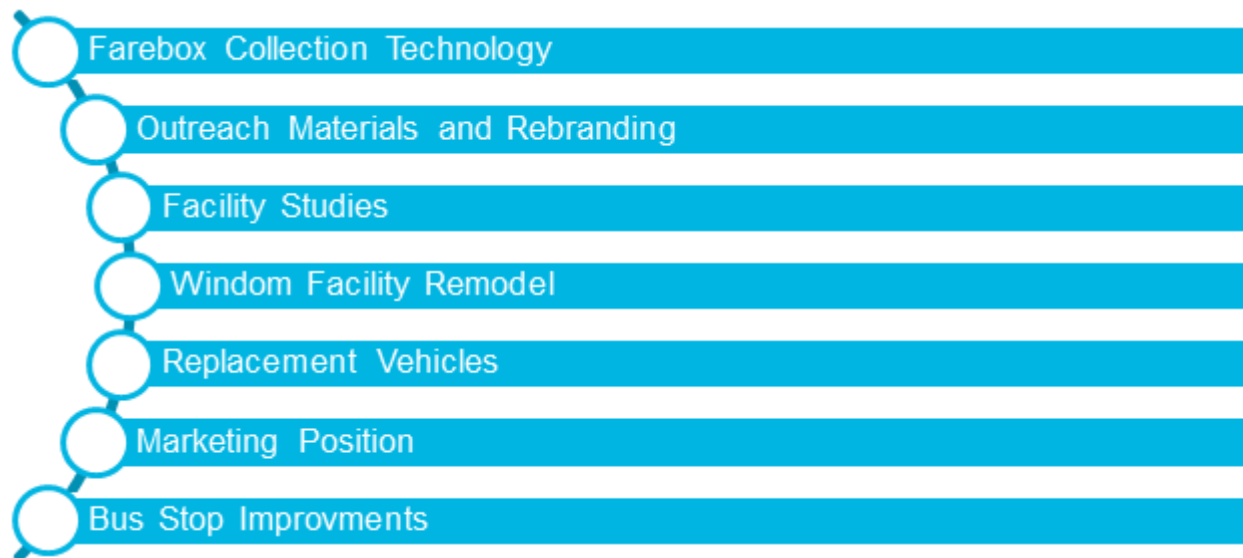 Farebox Collection Technology
Outreach Materials and Rebranding
Facility Studies
Windom Facility Remodel
Replacement Vehicles
Marketing Position
Bus Stop Improvments